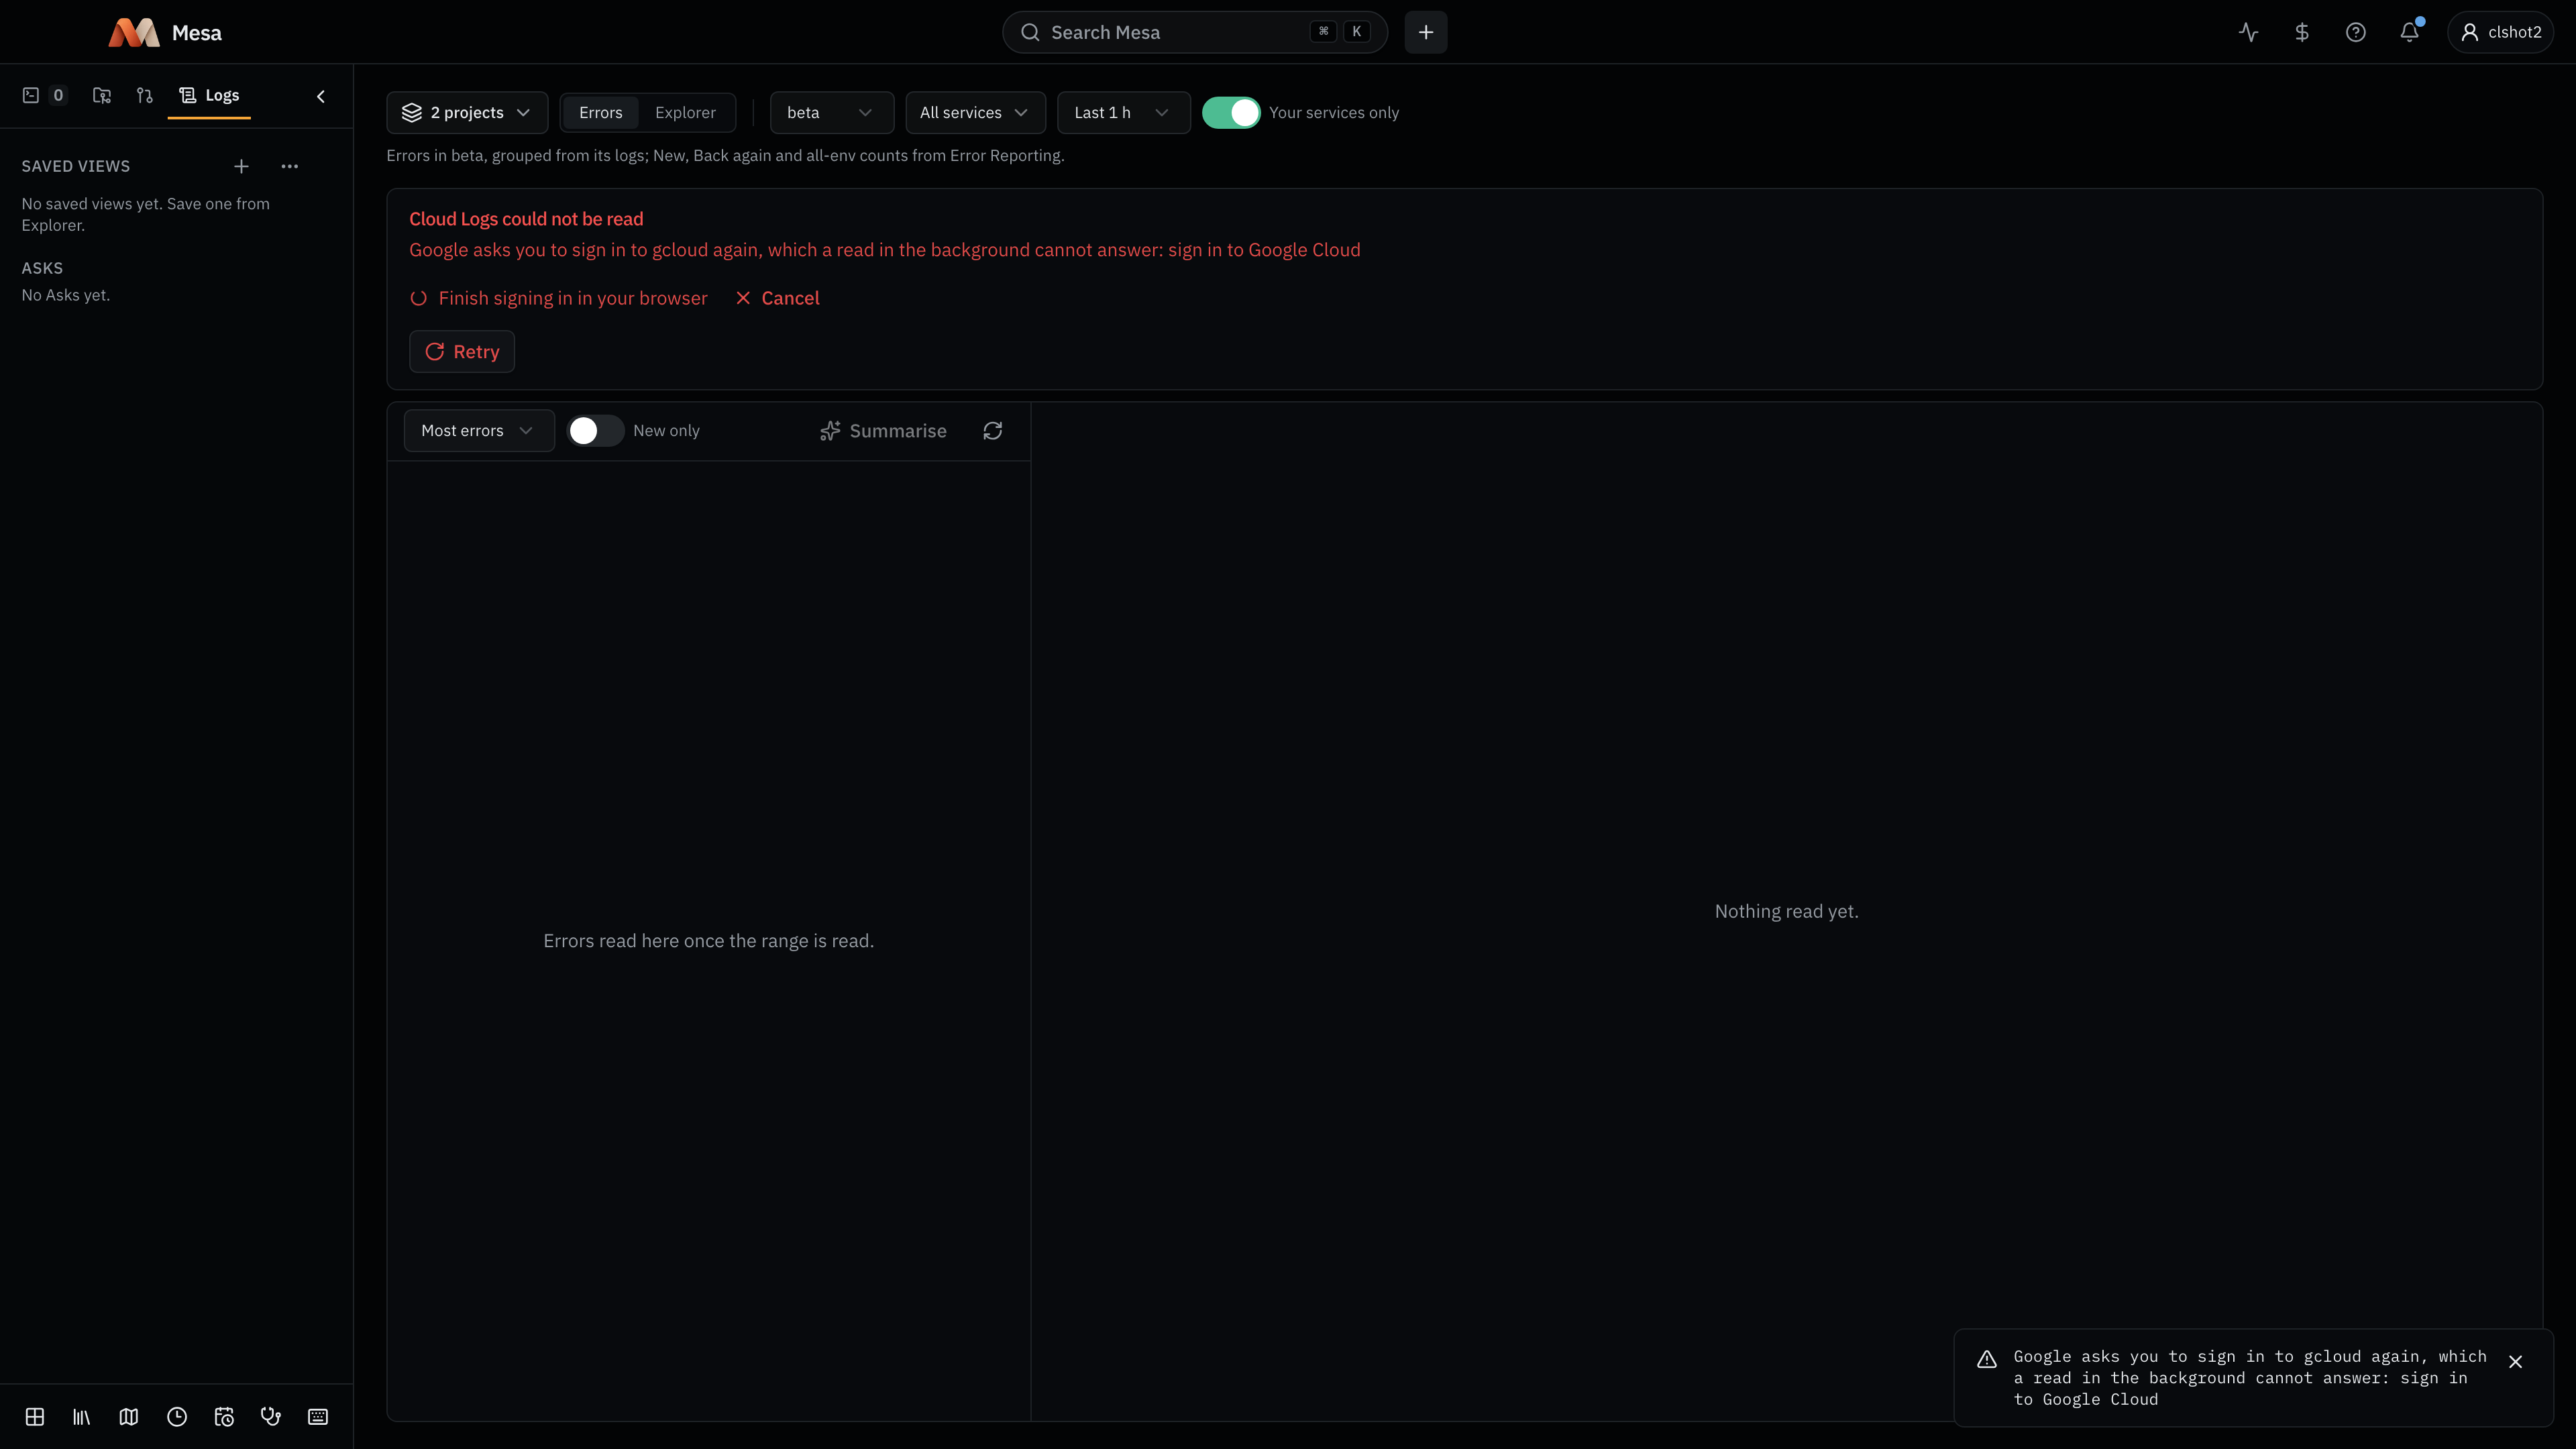 Mesa
Search Mesa
⌘ K
clshot2
0
Logs
SAVED VIEWS
No saved views yet. Save one from
Explorer.
ASKS
No Asks yet.
2 projects
Errors
Explorer
beta
All services
Last 1 h
Your services only
Errors in beta, grouped from its logs; New, Back again and all-env counts from Error Reporting.
Cloud Logs could not be read
Google asks you to sign in to gcloud again, which a read in the background cannot answer: sign in to Google Cloud
Finish signing in in your browser
Cancel
Retry
Most errors
New only
Summarise
Errors read here once the range is read.
Nothing read yet.
Google asks you to sign in to gcloud again, which
a read in the background cannot answer: sign in
to Google Cloud